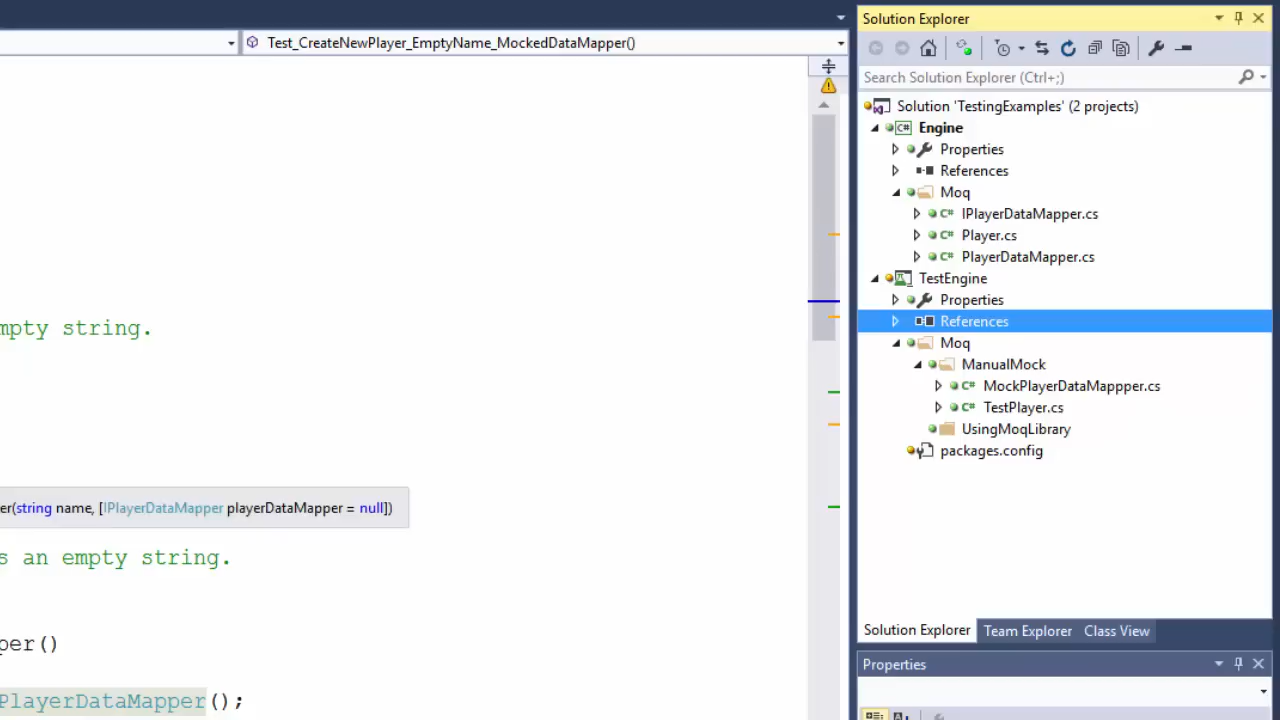 Solution Explorer
Test_CreateNewPlayer_EmptyName_MockedDataMapper()
Search Solution Explorer (Ctrl+;)
Solution 'TestingExamples' (2 projects)
Engine
Properties
References
Moq
IPlayerDataMapper.cs
Player.cs
PlayerDataMapper.cs
TestEngine
Properties
References
Moq
ManualMock
MockPlayerDataMappper.cs
TestPlayer.cs
UsingMoqLibrary
packages.config
mpty string.
er(string name, [IPlayerDataMapper playerDataMapper = null])
s an empty string.
per()
PlayerDataMapper();
Solution Explorer Team Explorer Class View
Properties